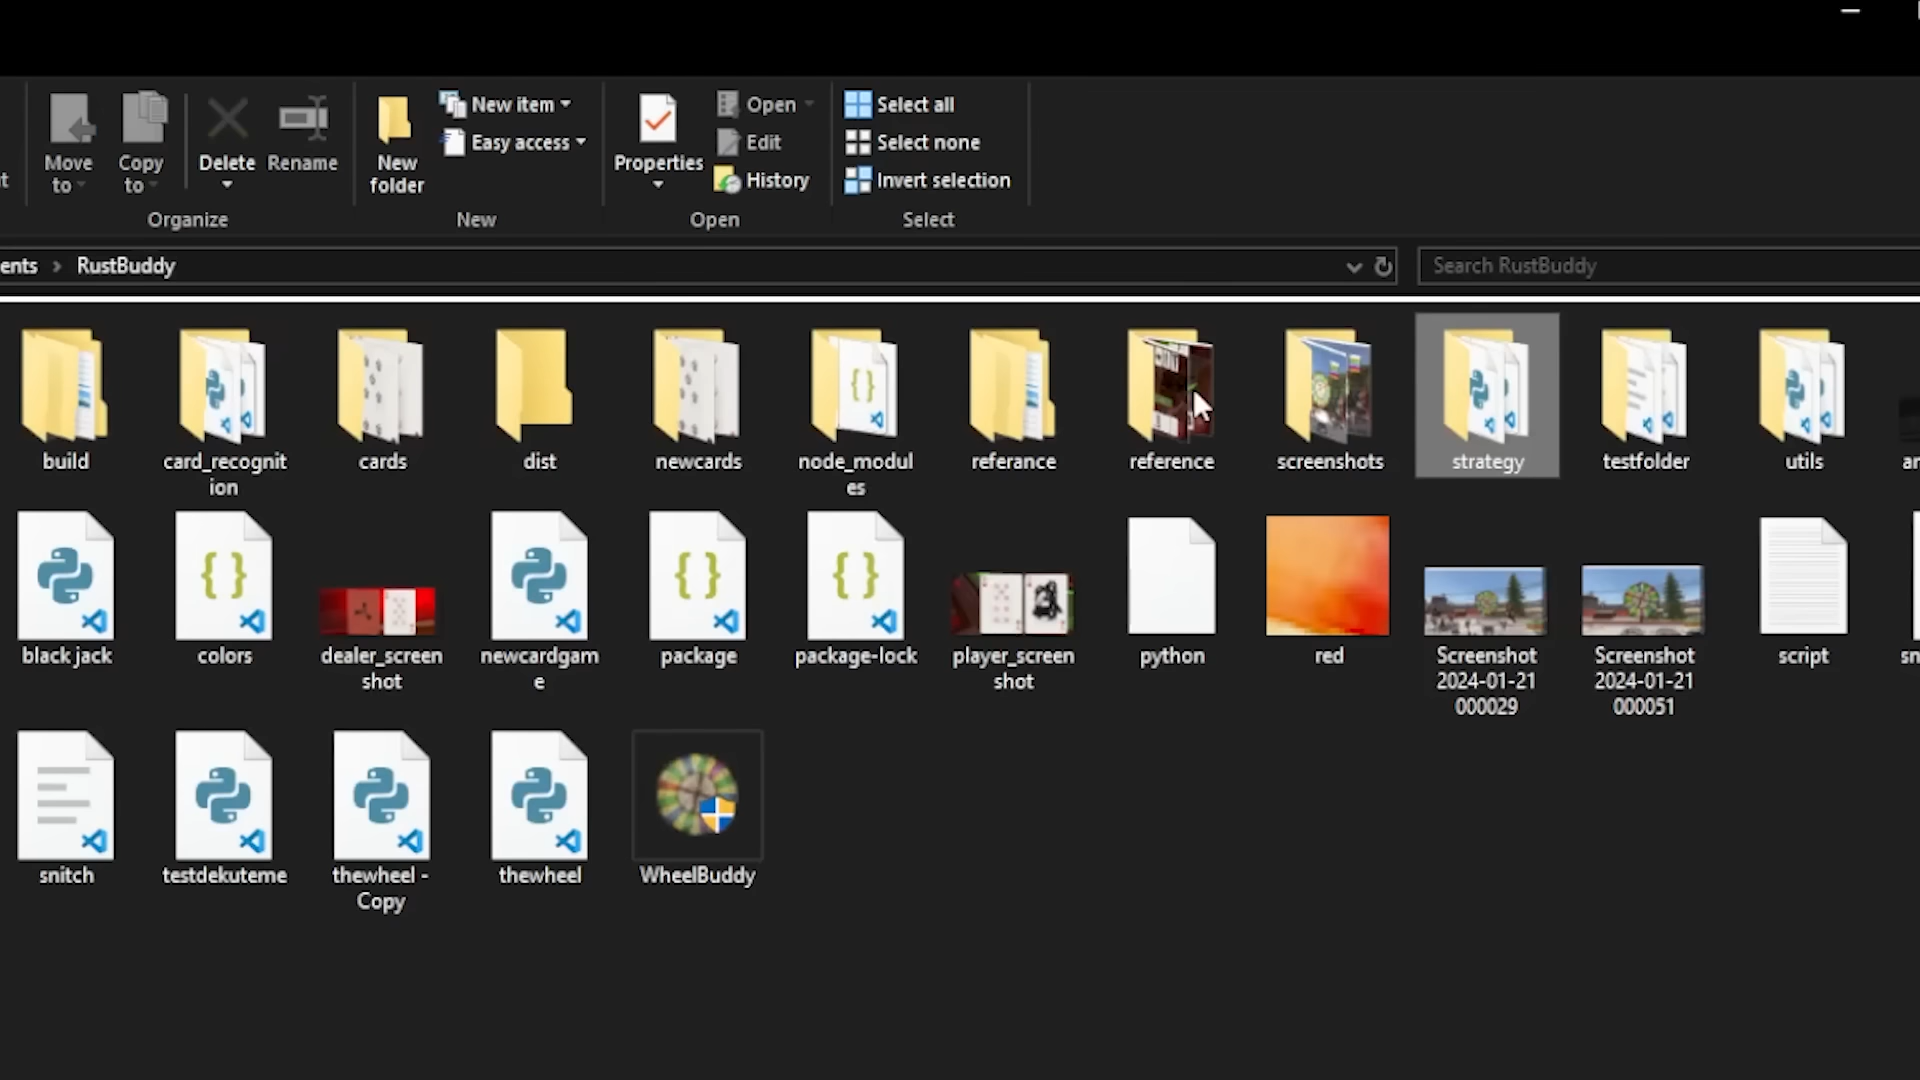 Move
to
Copy
to
Delete
Rename
New
folder
New item
Easy access
Properties
Open
Edit
History
Select all
Select none
Invert selection
Organize
New
Open
Select
ents > RustBuddy
Search RustBuddy
build
card_recognit
ion
cards
dist
newcards
node_modul
es
referance
reference
screenshots
strategy
testfolder
utils
black jack
colors
dealer_screen
shot
newcardgam
e
package
package-lock
player_screen
shot
python
red
Screenshot
2024-01-21
000029
Screenshot
2024-01-21
000051
script
sn
snitch
testdekuteme
thewheel -
Copy
thewheel
WheelBuddy